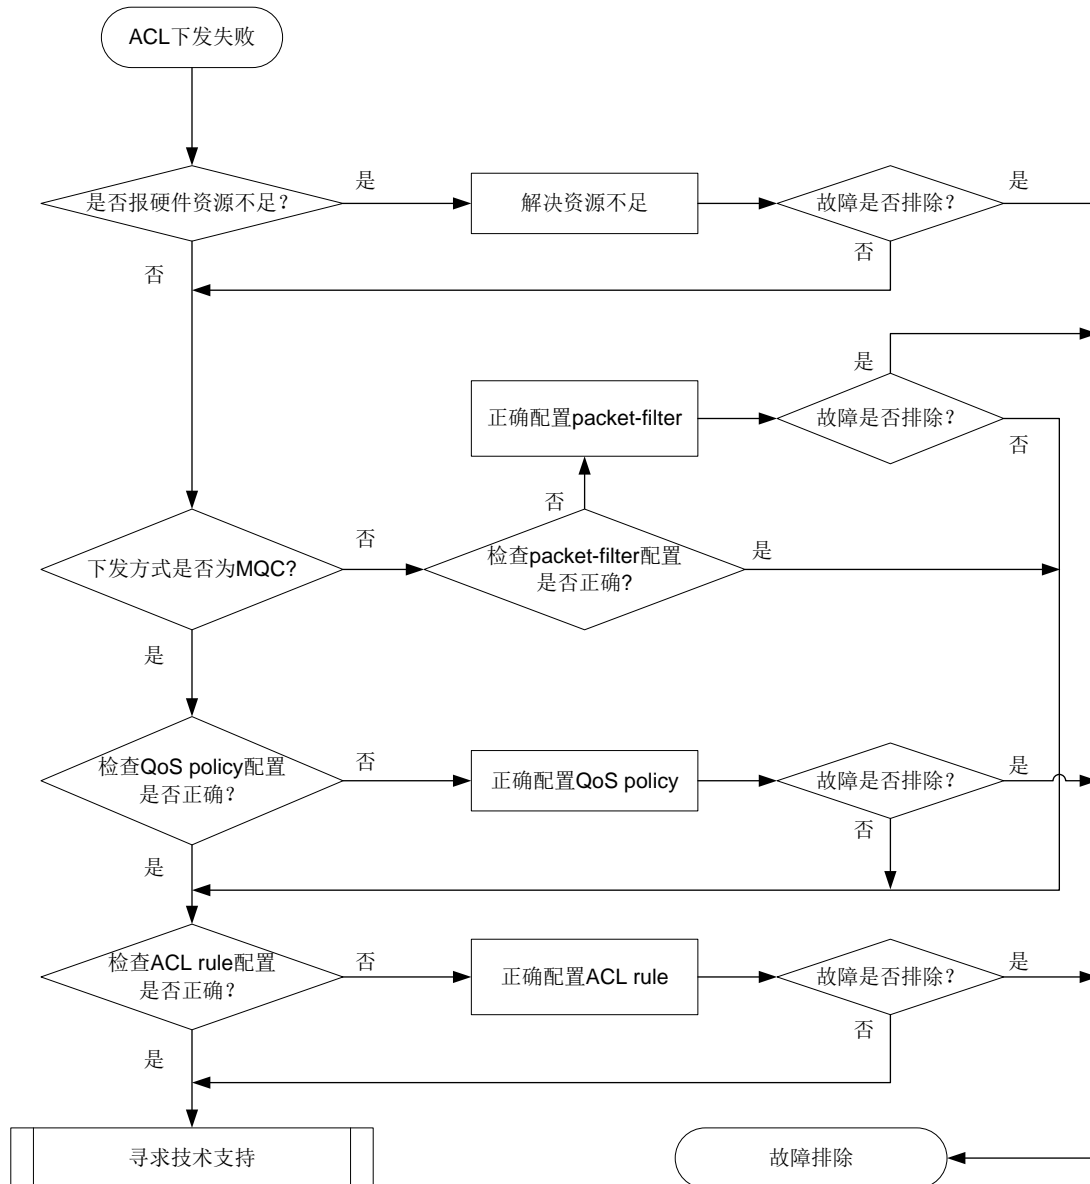 ACL下发失败
是否报硬件资源不足?
是
解决资源不足
故障是否排除?
是
否
否
是
正确配置packet-filter
故障是否排除?
否
否
下发方式是否为MQC?
否
检查packet-filter配置
是否正确?
是
是
检查QoS policy配置
是否正确?
否
正确配置QoS policy
故障是否排除?
是
否
是
检查ACL rule配置
是否正确?
否
正确配置ACL rule
故障是否排除?
是
否
是
寻求技术支持
故障排除